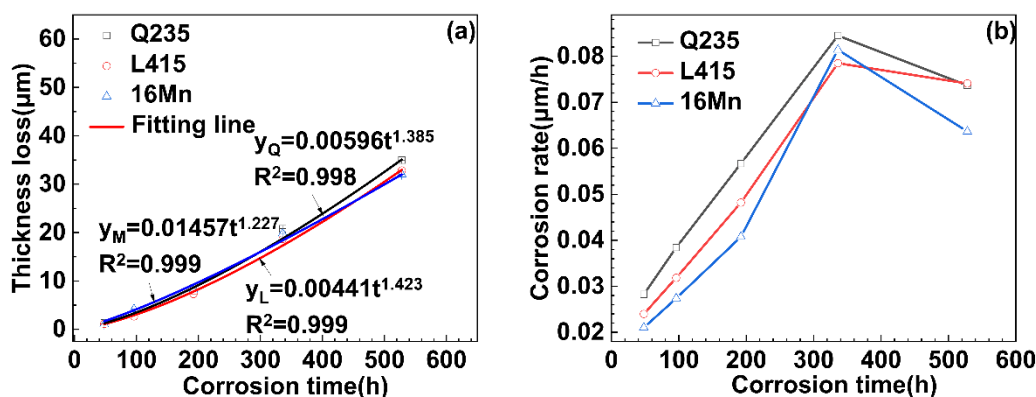 (a)
Q235
L415
16Mn
Fitting line
y_Q=0.00596t^1.385
R²=0.998
y_M=0.01457t^1.227
R²=0.999
y_L=0.00441t^1.423
R²=0.999
Thickness loss(μm)
60
50
40
30
20
10
0
0 100 200 300 400 500 600
Corrosion time(h)
(b)
Q235
L415
16Mn
Corrosion rate(μm/h)
0.08
0.07
0.06
0.05
0.04
0.03
0.02
0 100 200 300 400 500 600
Corrosion time(h)